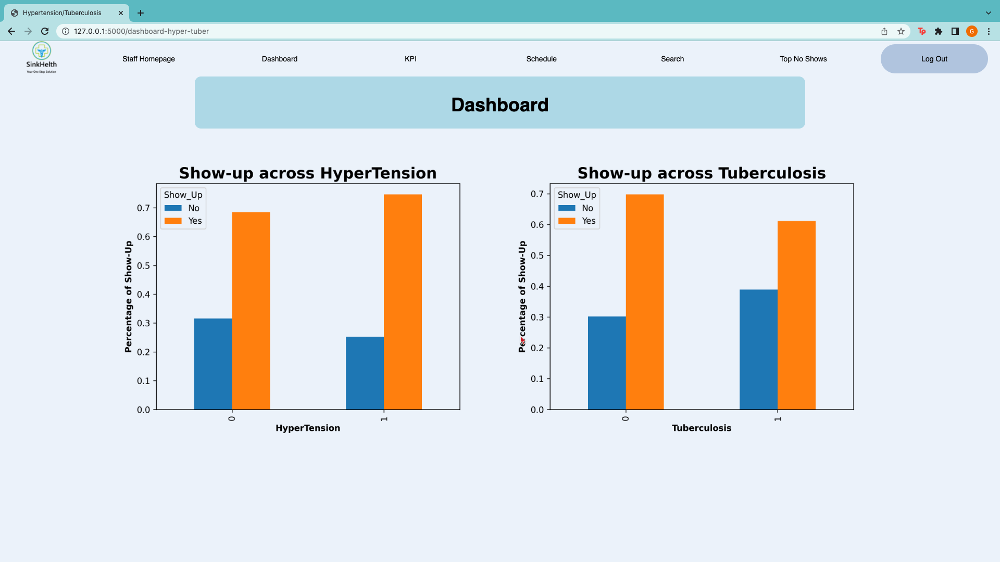 Hypertension/Tuberculosis
127.0.0.1:5000/dashboard-hyper-tuber
G
SinkHelth
Your One Stop Solution
Staff Homepage
Dashboard
KPI
Schedule
Search
Top No Shows
Log Out
Dashboard
Show-up across HyperTension
Show_Up
No
Yes
Percentage of Show-Up
0.7
0.6
0.5
0.4
0.3
0.2
0.1
0.0
0
1
HyperTension
Show-up across Tuberculosis
Show_Up
No
Yes
Percentage of Show-Up
0.7
0.6
0.5
0.4
0.3
0.2
0.1
0.0
0
1
Tuberculosis